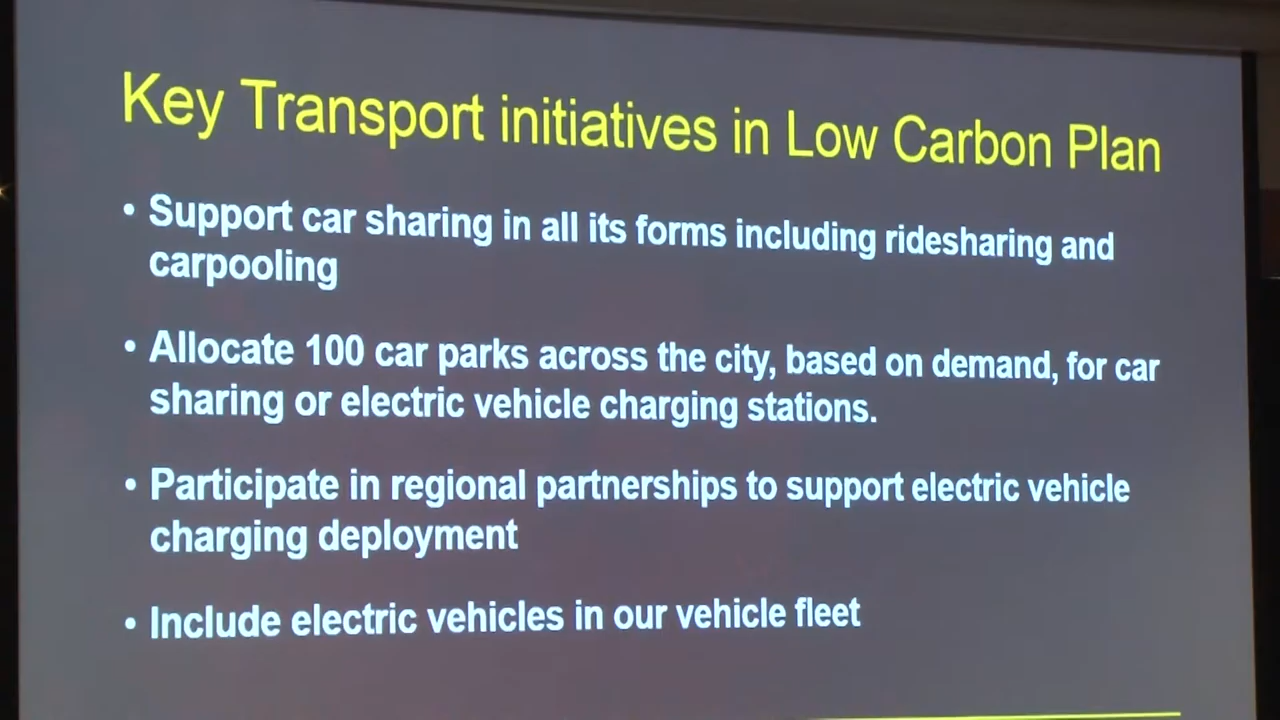 Key Transport initiatives in Low Carbon Plan
• Support car sharing in all its forms including ridesharing and
carpooling
• Allocate 100 car parks across the city, based on demand, for car
sharing or electric vehicle charging stations.
• Participate in regional partnerships to support electric vehicle
charging deployment
• Include electric vehicles in our vehicle fleet